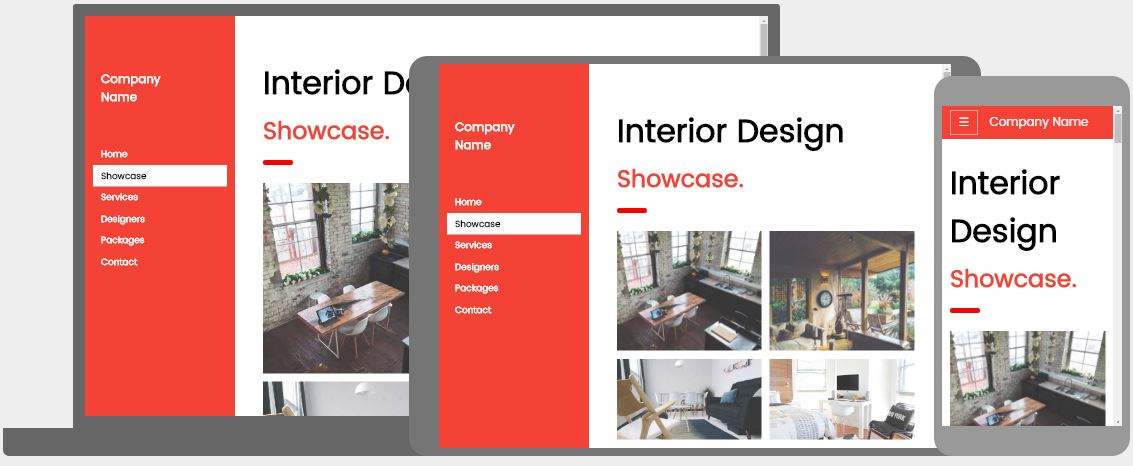 Company
Name
Home
Showcase
Services
Designers
Packages
Contact
Interior De
Showcase.
Company
Name
Home
Showcase
Services
Designers
Packages
Contact
Interior Design
Showcase.
☰ Company Name
Interior
Design
Showcase.